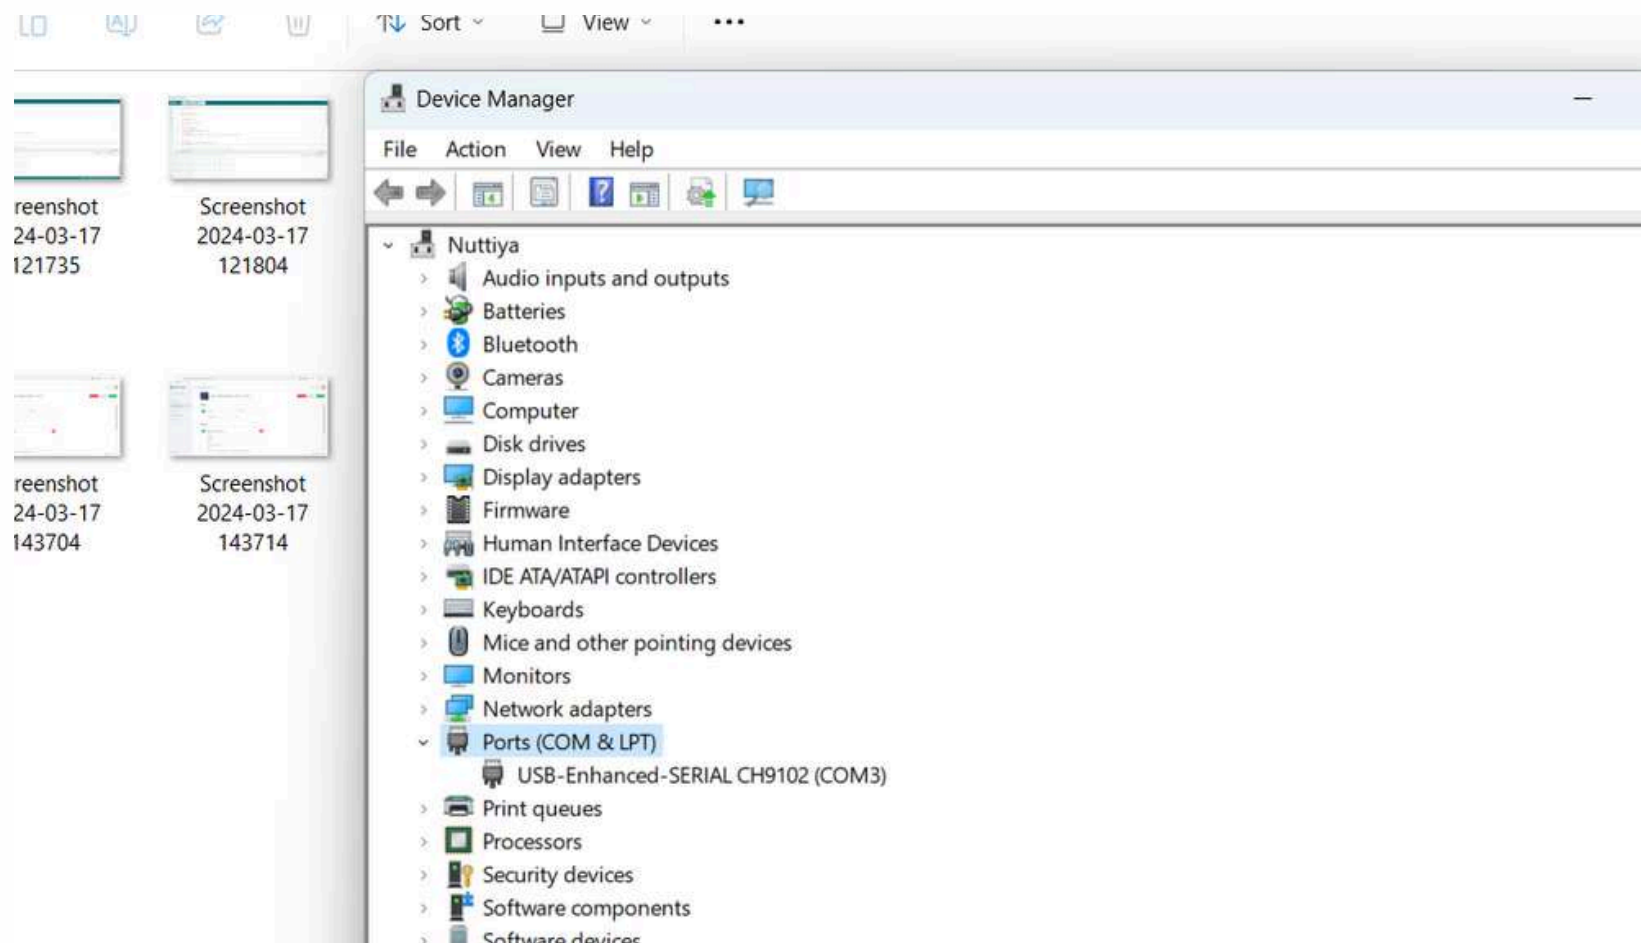 Sort
View
Device Manager
File Action View Help
reenshot
24-03-17
121735
Screenshot
2024-03-17
121804
reenshot
24-03-17
143704
Screenshot
2024-03-17
143714
Nuttiya
Audio inputs and outputs
Batteries
Bluetooth
Cameras
Computer
Disk drives
Display adapters
Firmware
Human Interface Devices
IDE ATA/ATAPI controllers
Keyboards
Mice and other pointing devices
Monitors
Network adapters
Ports (COM & LPT)
USB-Enhanced-SERIAL CH9102 (COM3)
Print queues
Processors
Security devices
Software components
Software devices